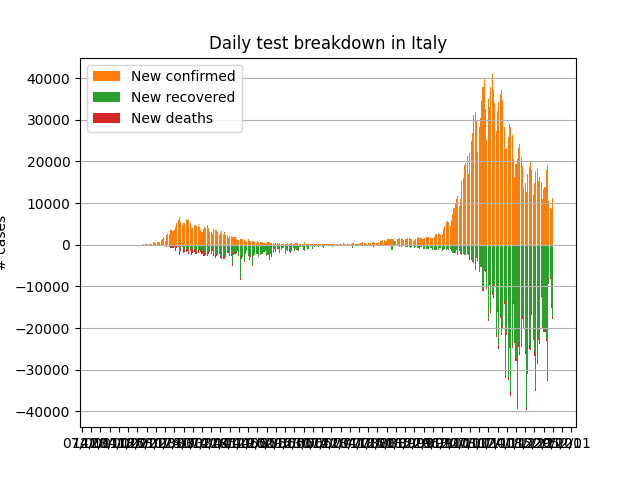 Daily test breakdown in Italy
New confirmed
New recovered
New deaths
40000
30000
20000
10000
0
−10000
−20000
−30000
−40000
# cases